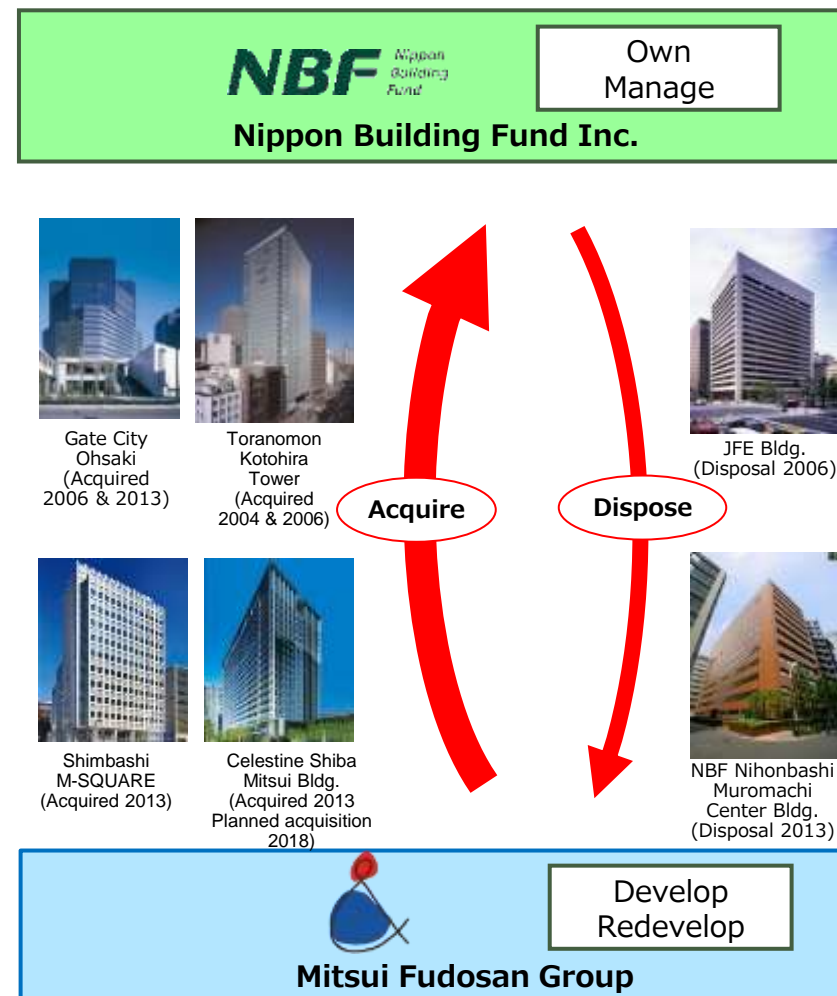 NBF
Nippon
Building
Fund
Own
Manage
Nippon Building Fund Inc.
Gate City
Ohsaki
(Acquired
2006 & 2013)
Toranomon
Kotohira
Tower
(Acquired
2004 & 2006)
Acquire
Dispose
JFE Bldg.
(Disposal 2006)
Shimbashi
M-SQUARE
(Acquired 2013)
Celestine Shiba
Mitsui Bldg.
(Acquired 2013
Planned acquisition
2018)
NBF Nihonbashi
Muromachi
Center Bldg.
(Disposal 2013)
Develop
Redevelop
Mitsui Fudosan Group